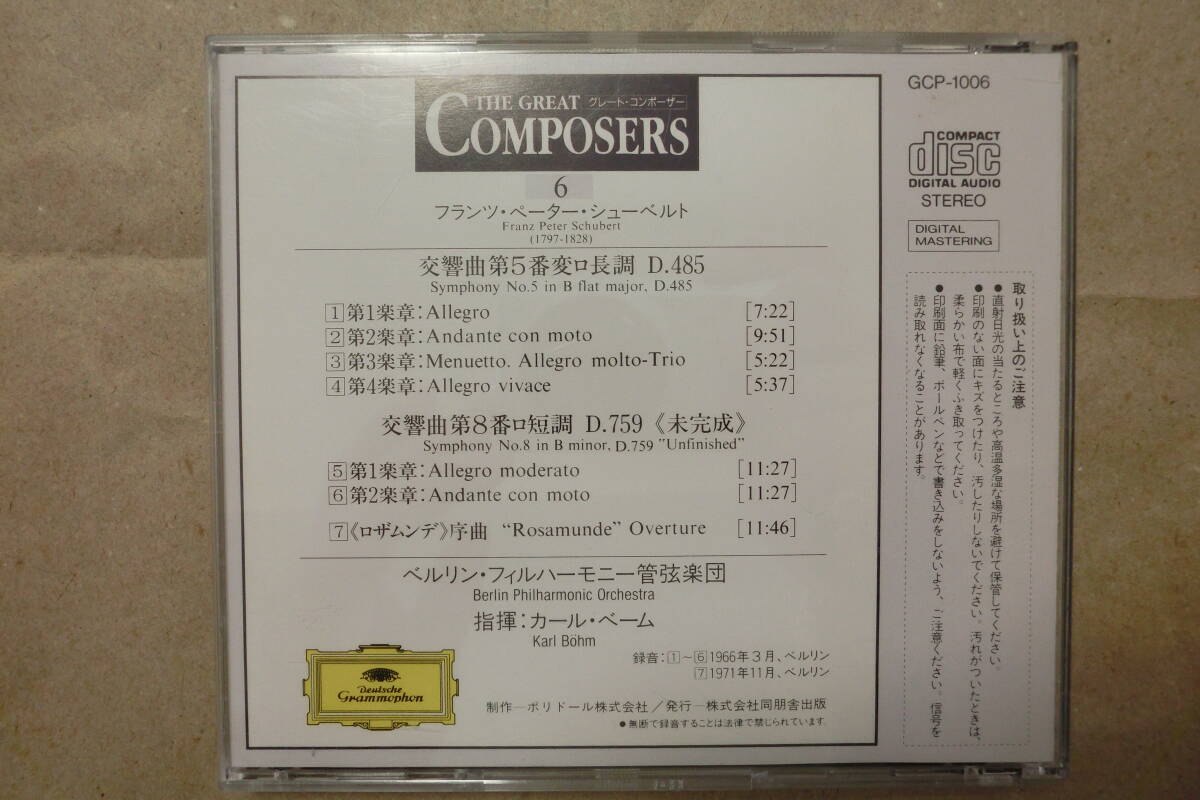 THE GREAT グレート・コンポーザー
COMPOSERS
6
フランツ・ペーター・シューベルト
Franz Peter Schubert
(1797-1828)
交響曲第5番変ロ長調 D.485
Symphony No.5 in B flat major, D.485
1 第1楽章:Allegro [7:22]
2 第2楽章:Andante con moto [9:51]
3 第3楽章:Menuetto. Allegro molto-Trio [5:22]
4 第4楽章:Allegro vivace [5:37]
交響曲第8番ロ短調 D.759《未完成》
Symphony No.8 in B minor, D.759 "Unfinished"
5 第1楽章:Allegro moderato [11:27]
6 第2楽章:Andante con moto [11:27]
7《ロザムンデ》序曲 “Rosamunde” Overture [11:46]
ベルリン・フィルハーモニー管弦楽団
Berlin Philharmonic Orchestra
指揮:カール・ベーム
Karl Böhm
録音:1～6 1966年3月、ベルリン
7 1971年11月、ベルリン
Deutsche
Grammophon
制作—ポリドール株式会社/発行—株式会社同朋舎出版
●無断で録音することは法律で禁じられています.
GCP-1006
COMPACT
disc
DIGITAL AUDIO
STEREO
DIGITAL
MASTERING
取り扱い上のご注意
●直射日光の当たるところや高温多湿な場所を避けて保管してください。
●印刷のない面にキズをつけたり、汚したりしないでください。汚れがついたときは、
柔らかい布で軽くふき取ってください。
●印刷面に鉛筆、ボールペンなどで書き込みをしないよう、ご注意ください。信号を
読み取れなくなることがあります。